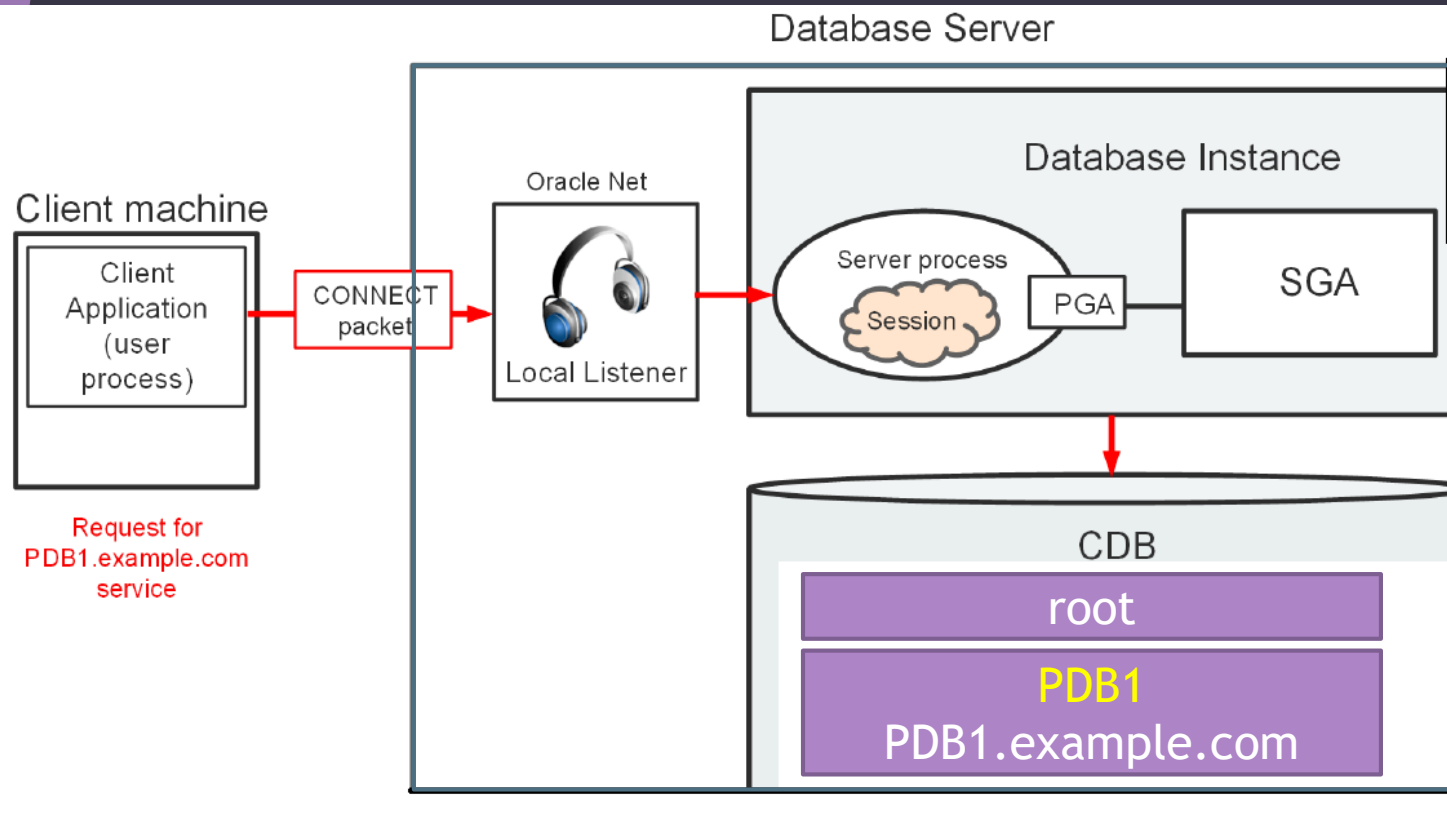 Database Server
Client machine
Client
Application
(user
process)
Request for
PDB1.example.com
service
CONNECT
packet
Oracle Net
Local Listener
Database Instance
Server process
Session
PGA
SGA
CDB
root
PDB1
PDB1.example.com